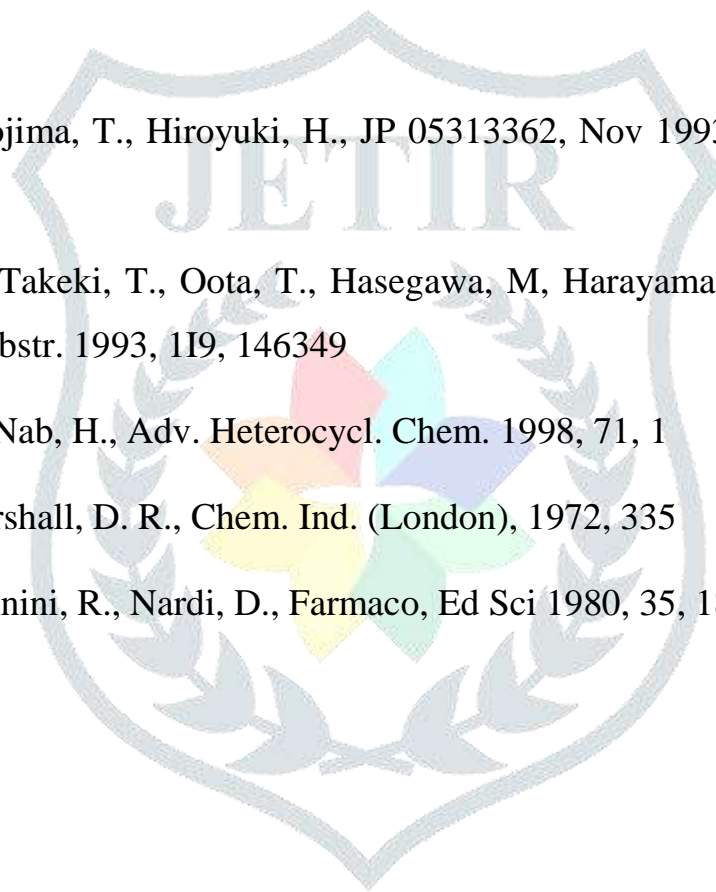 ojima, T., Hiroyuki, H., JP 05313362, Nov 1993
JETIR
Takeki, T., Oota, T., Hasegawa, M, Harayama
bstr. 1993, 1I9, 146349
Nab, H., Adv. Heterocycl. Chem. 1998, 71, 1
rshall, D. R., Chem. Ind. (London), 1972, 335
nini, R., Nardi, D., Farmaco, Ed Sci 1980, 35,